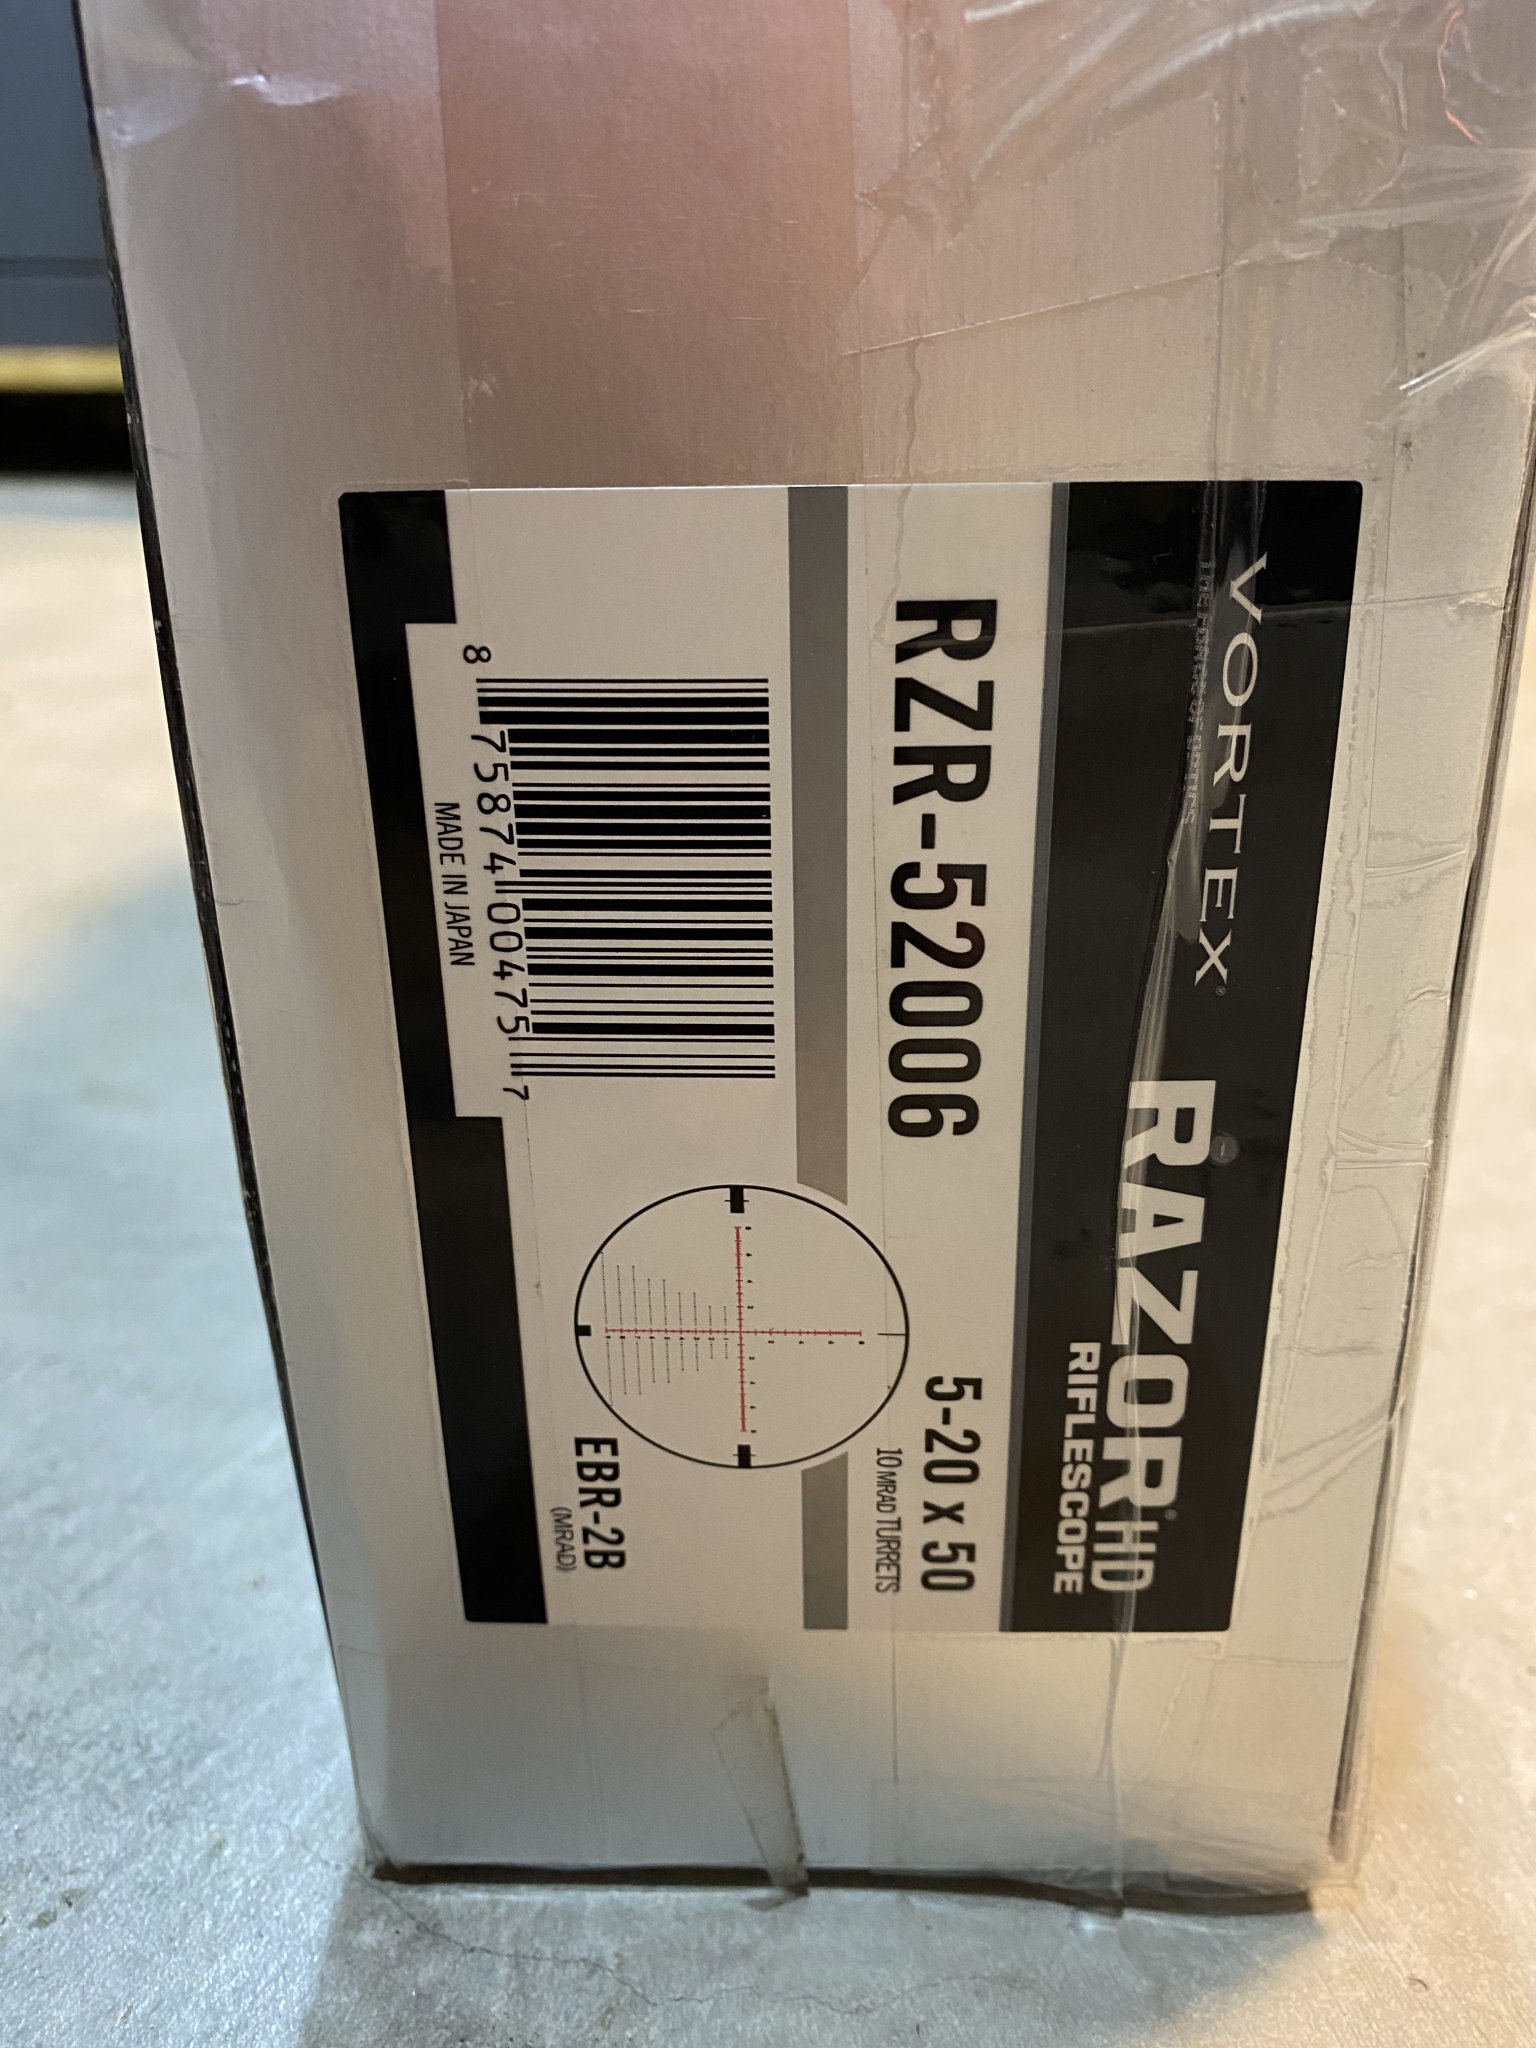 VORTEX® RAZOR® HD
RIFLESCOPE
RZR-52006
5-20 x 50
10 MRAD TURRETS
8 75874 00475 7
MADE IN JAPAN
EBR-2B
(MRAD)